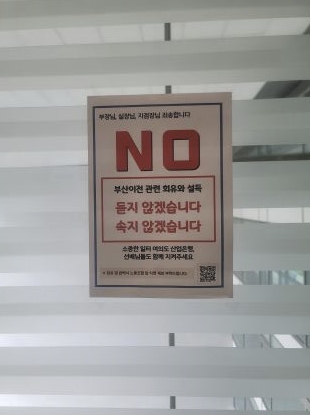 부장님, 실장님, 지점장님 죄송합니다
NO
부산이전 관련 회유와 설득
듣지 않겠습니다
속지 않겠습니다
소중한 일터 여의도 산업은행,
선배님들도 함께 지켜주세요